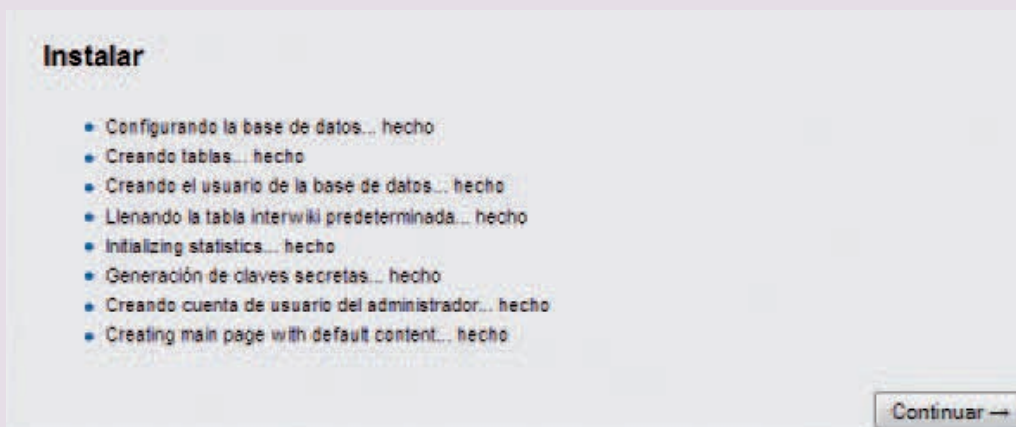 Instalar
Configurando la base de datos... hecho
Creando tablas... hecho
Creando el usuario de la base de datos... hecho
Llenando la tabla interwiki predeterminada... hecho
Initializing statistics... hecho
Generación de claves secretas... hecho
Creando cuenta de usuario del administrador... hecho
Creating main page with default content... hecho
Continuar →